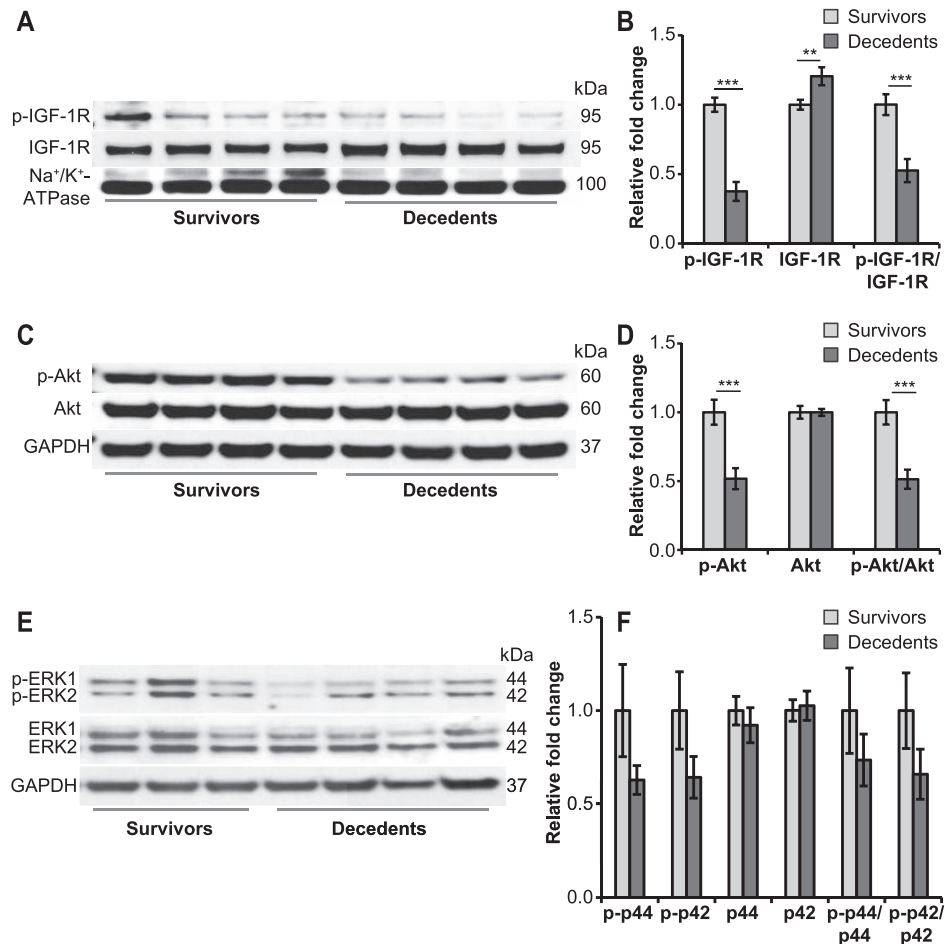 A
kDa
p-IGF-1R
95
IGF-1R
95
Na⁺/K⁺-
ATPase
100
Survivors
Decedents
B
Survivors
Decedents
Relative fold change
1.5
1.0
0.5
0.0
***
**
***
p-IGF-1R
IGF-1R
p-IGF-1R/
IGF-1R
C
kDa
p-Akt
60
Akt
60
GAPDH
37
Survivors
Decedents
D
Survivors
Decedents
Relative fold change
1.5
1.0
0.5
0.0
***
***
p-Akt
Akt
p-Akt/Akt
E
kDa
p-ERK1
44
p-ERK2
42
ERK1
44
ERK2
42
GAPDH
37
Survivors
Decedents
F
Survivors
Decedents
Relative fold change
1.5
1.0
0.5
0.0
p-p44
p-p42
p44
p42
p-p44/
p44
p-p42/
p42